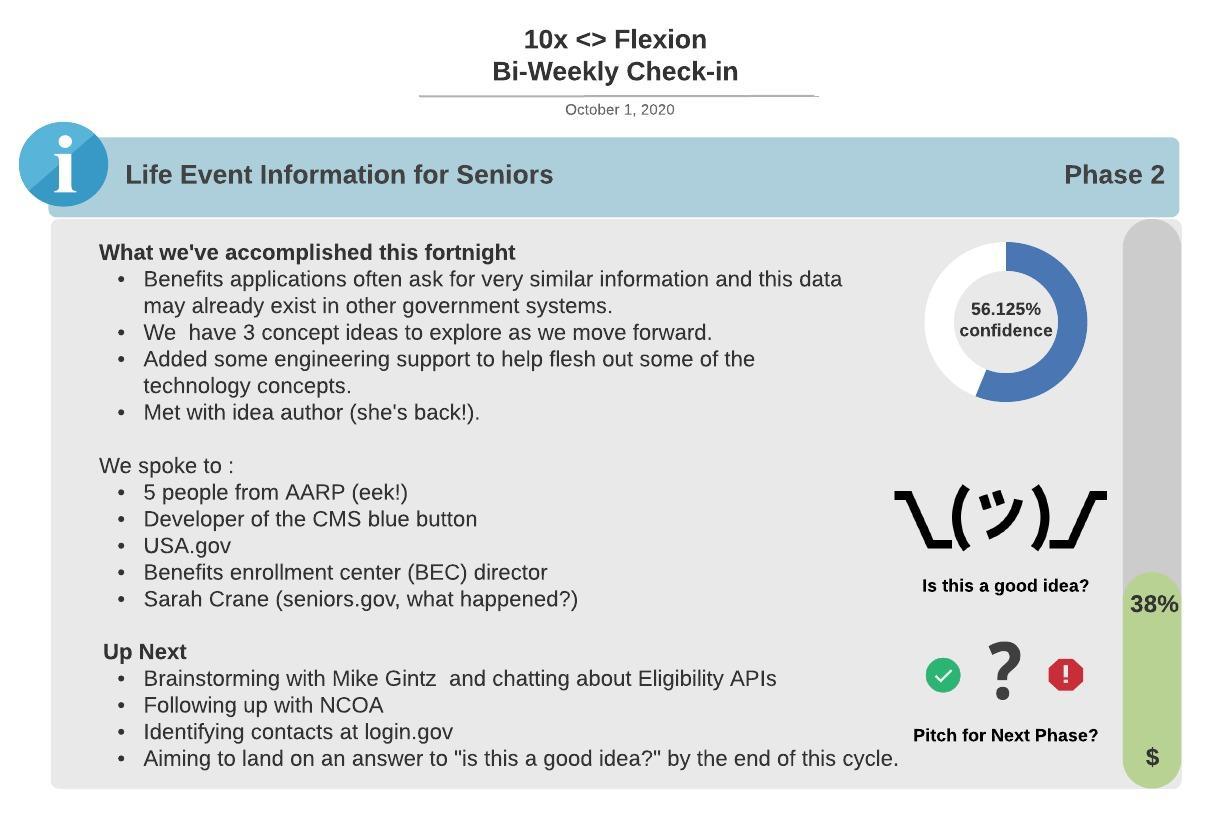 10x <> Flexion
Bi-Weekly Check-in
October 1, 2020
i
Life Event Information for Seniors
Phase 2
What we've accomplished this fortnight
• Benefits applications often ask for very similar information and this data
may already exist in other government systems.
• We  have 3 concept ideas to explore as we move forward.
• Added some engineering support to help flesh out some of the
technology concepts.
• Met with idea author (she's back!).
56.125%
confidence
We spoke to :
• 5 people from AARP (eek!)
• Developer of the CMS blue button
• USA.gov
• Benefits enrollment center (BEC) director
• Sarah Crane (seniors.gov, what happened?)
\_(ツ)_/
Is this a good idea?
38%
Up Next
• Brainstorming with Mike Gintz  and chatting about Eligibility APIs
• Following up with NCOA
• Identifying contacts at login.gov
• Aiming to land on an answer to "is this a good idea?" by the end of this cycle.
?
!
Pitch for Next Phase?
$